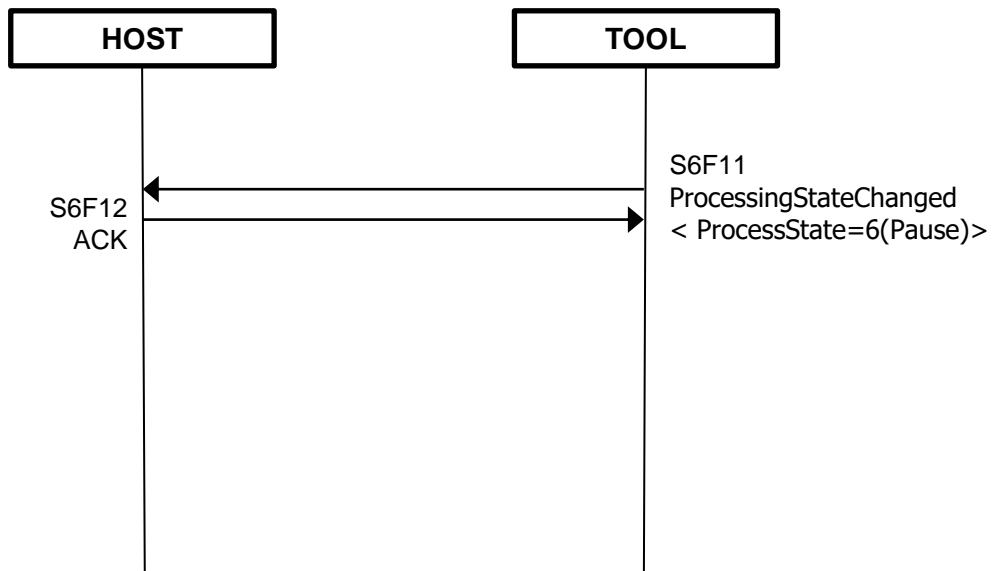 HOST
TOOL
S6F11
ProcessingStateChanged
< ProcessState=6(Pause)>
S6F12
ACK